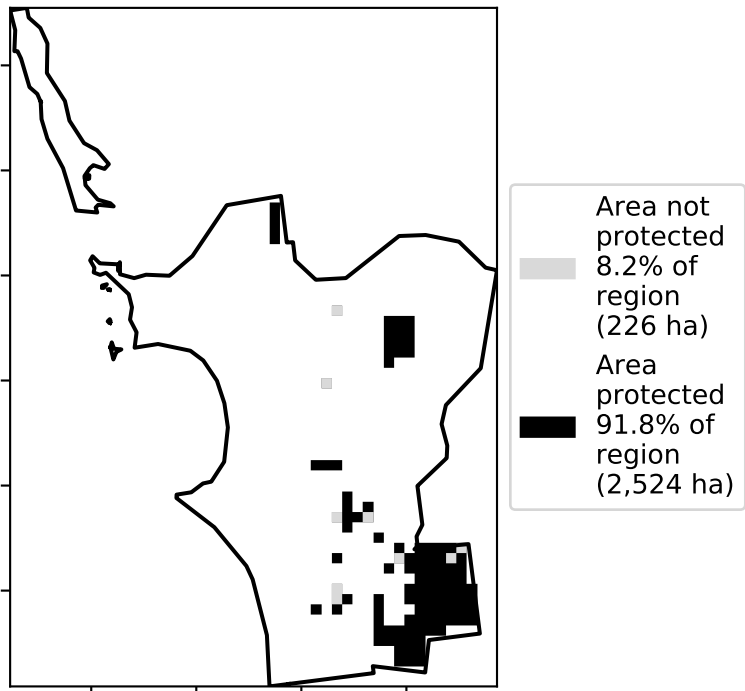 Area not
protected
8.2% of
region
(226 ha)
Area
protected
91.8% of
region
(2,524 ha)